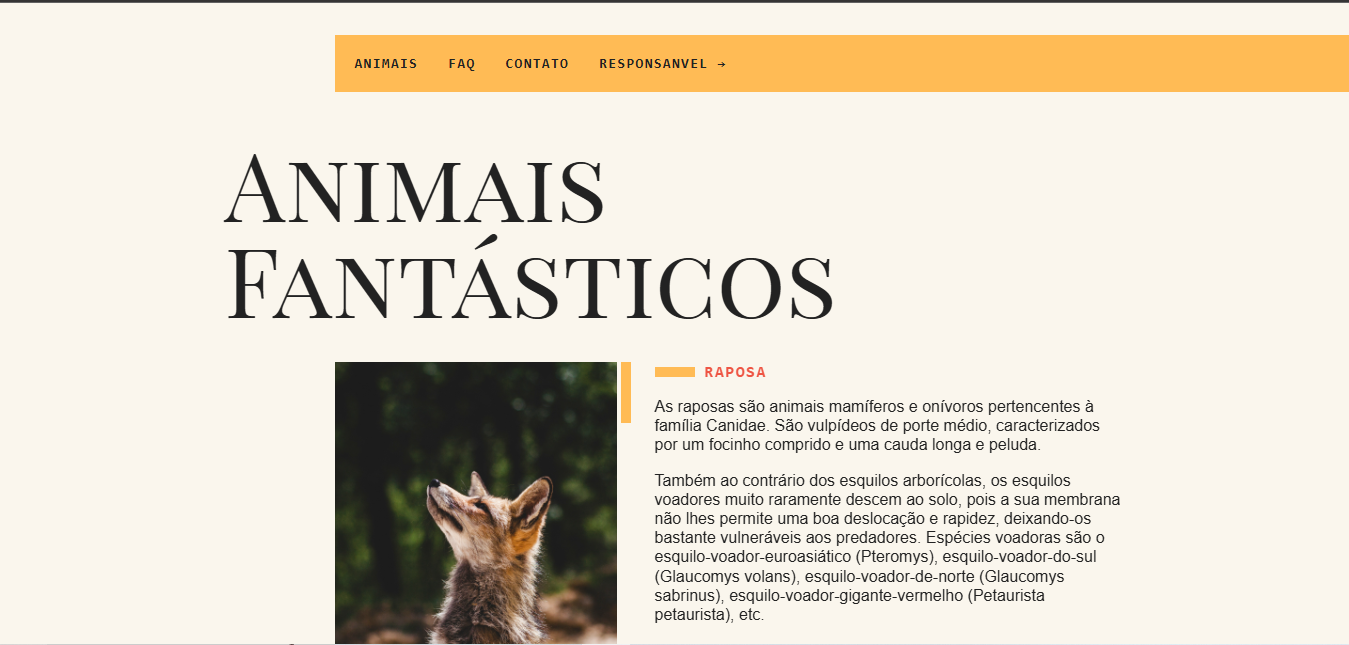 ANIMAIS FAQ CONTATO RESPONSANVEL →
ANIMAIS
FANTÁSTICOS
RAPOSA
As raposas são animais mamíferos e onívoros pertencentes à
família Canidae. São vulpídeos de porte médio, caracterizados
por um focinho comprido e uma cauda longa e peluda.
Também ao contrário dos esquilos arborícolas, os esquilos
voadores muito raramente descem ao solo, pois a sua membrana
não lhes permite uma boa deslocação e rapidez, deixando-os
bastante vulneráveis aos predadores. Espécies voadoras são o
esquilo-voador-euroasiático (Pteromys), esquilo-voador-do-sul
(Glaucomys volans), esquilo-voador-de-norte (Glaucomys
sabrinus), esquilo-voador-gigante-vermelho (Petaurista
petaurista), etc.